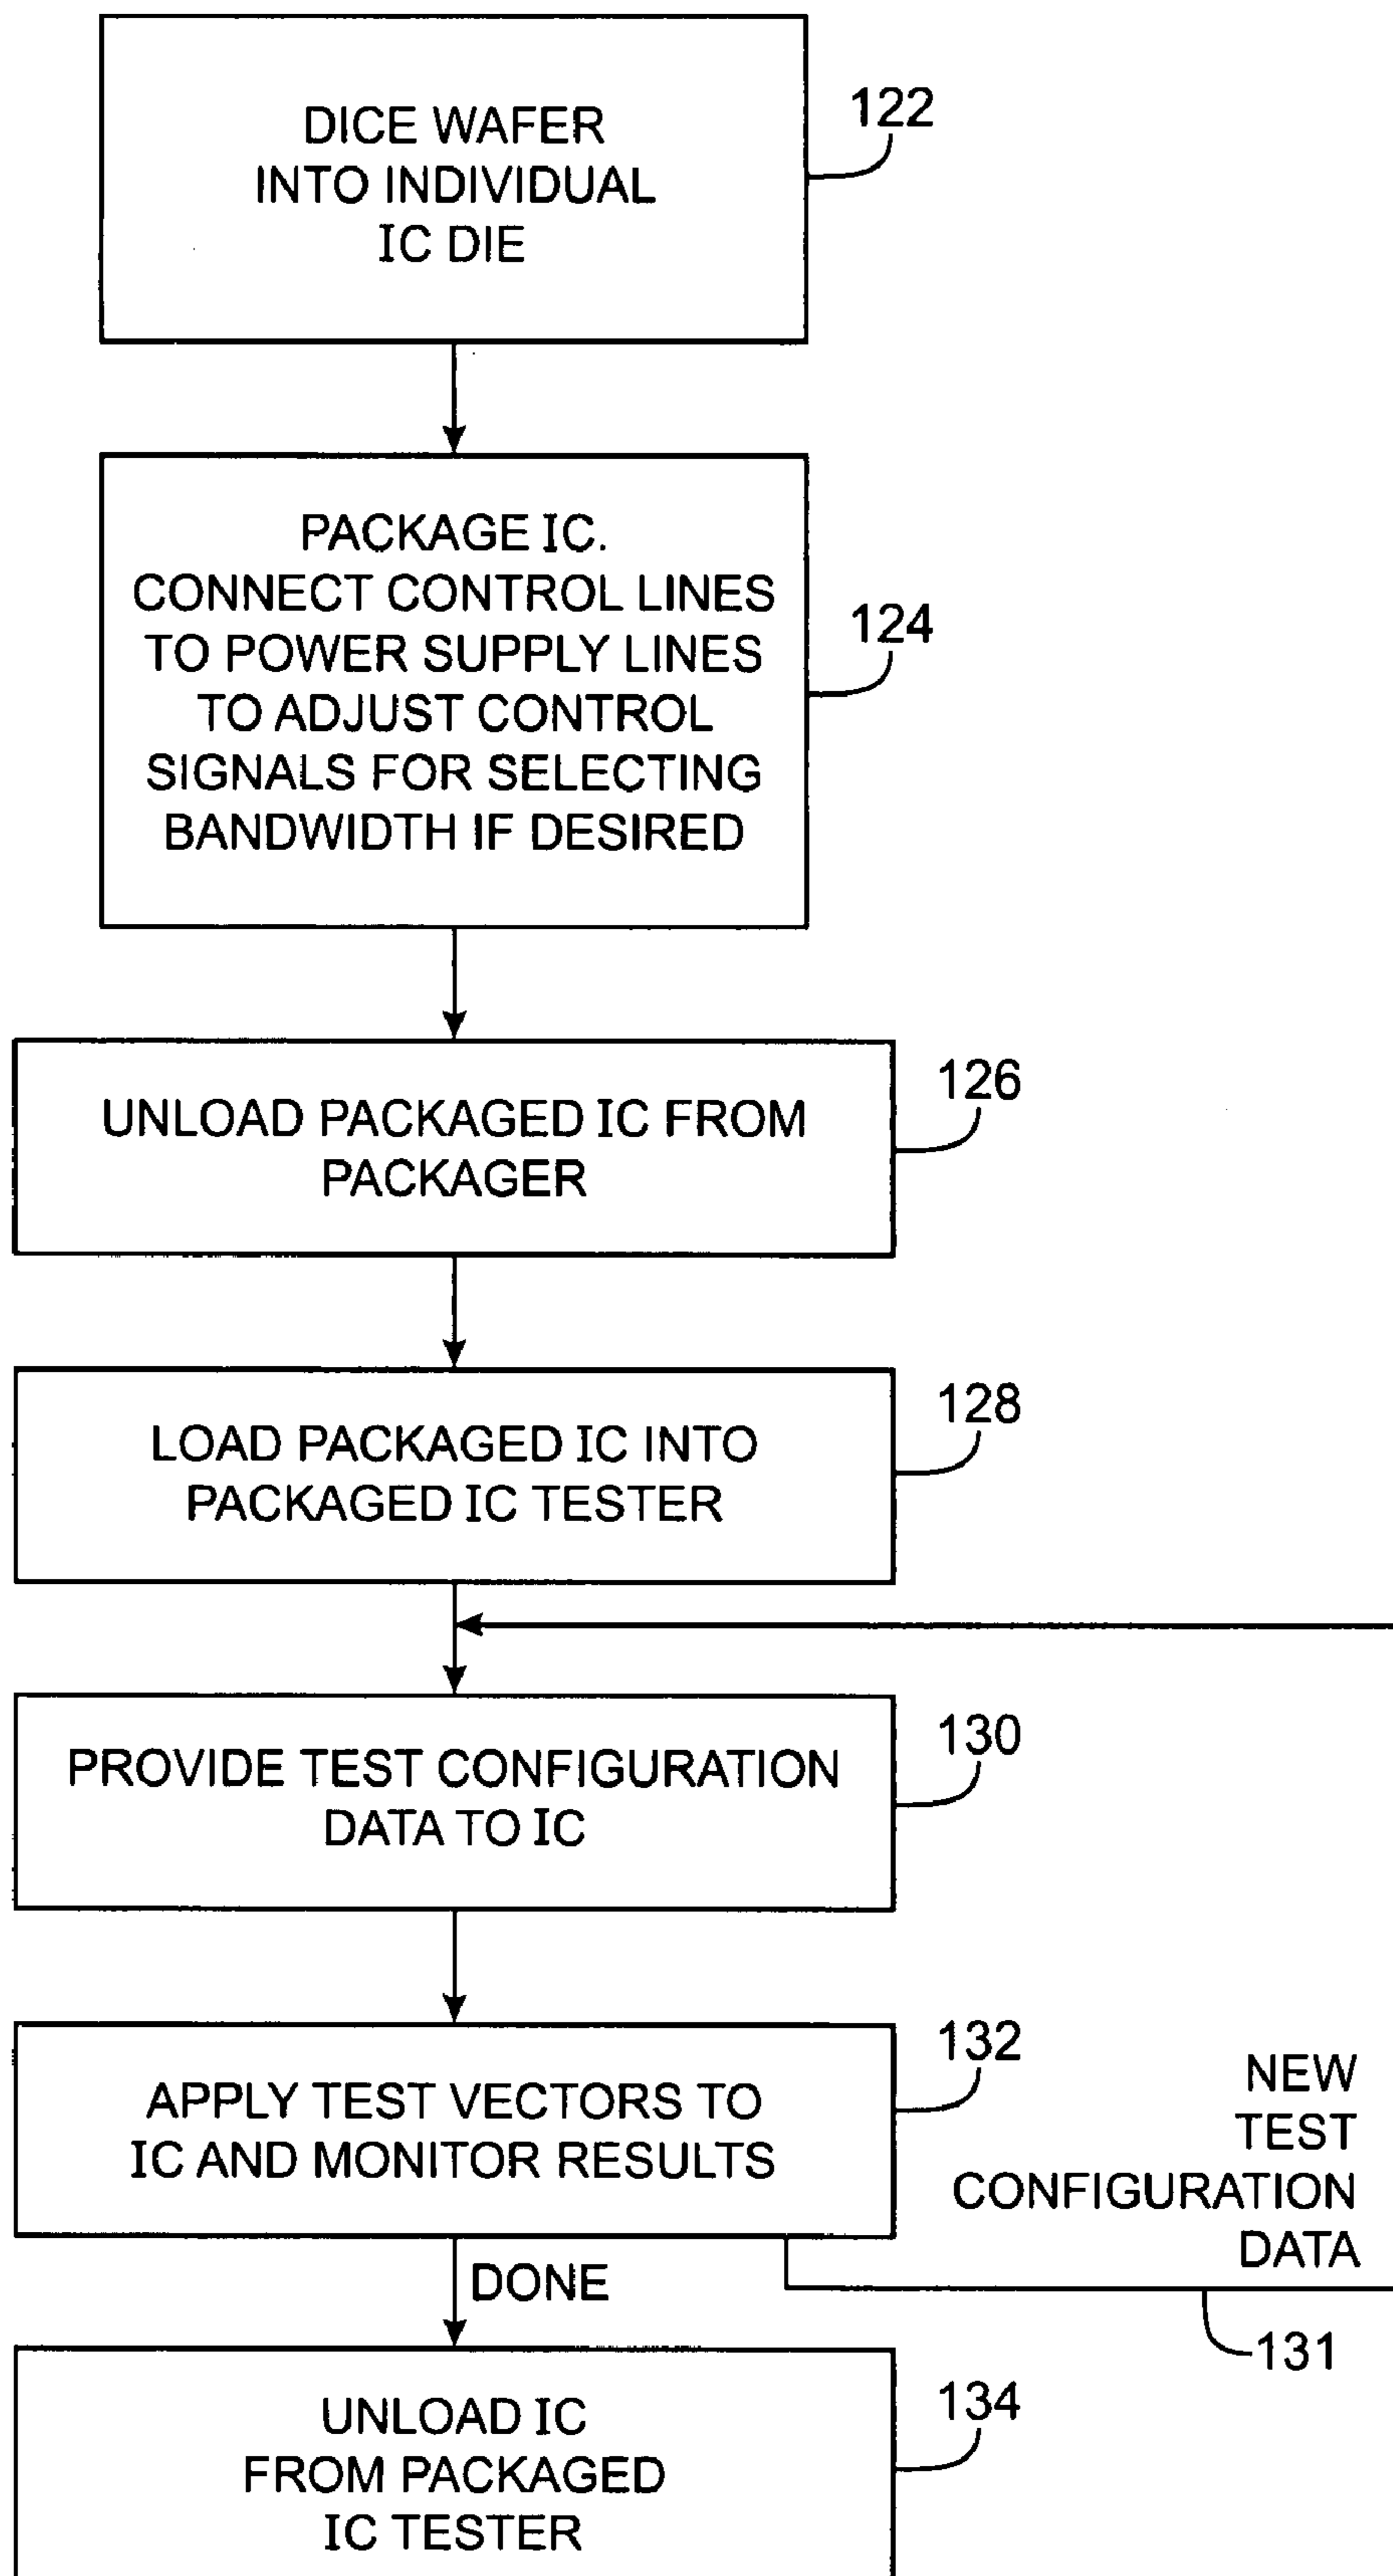 DICE WAFER
INTO INDIVIDUAL
IC DIE
122
PACKAGE IC.
CONNECT CONTROL LINES
TO POWER SUPPLY LINES
TO ADJUST CONTROL
SIGNALS FOR SELECTING
BANDWIDTH IF DESIRED
124
UNLOAD PACKAGED IC FROM
PACKAGER
126
LOAD PACKAGED IC INTO
PACKAGED IC TESTER
128
PROVIDE TEST CONFIGURATION
DATA TO IC
130
APPLY TEST VECTORS TO
IC AND MONITOR RESULTS
132
NEW
TEST
CONFIGURATION
DATA
DONE
131
UNLOAD IC
FROM PACKAGED
IC TESTER
134